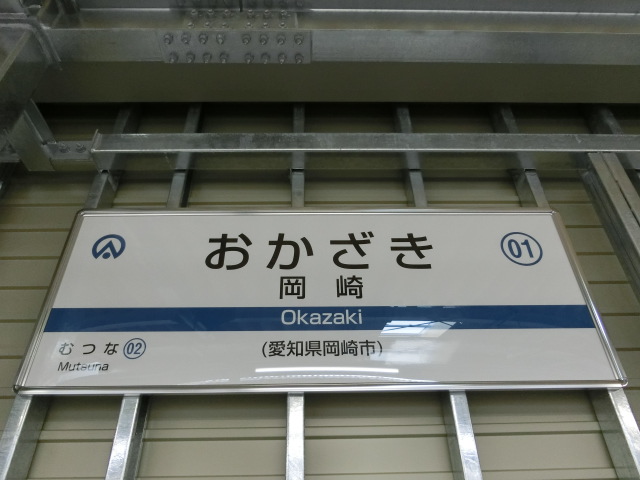 おかざき
01
岡崎
Okazaki
むつな 02
Mutsuna
(愛知県岡崎市)